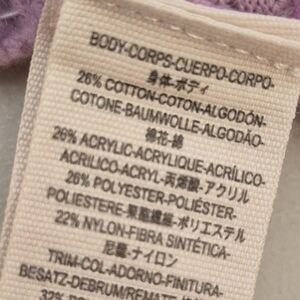 BODY-CORPS-CUERPO-CORPO-
身体-ボディ
26% COTTON-COTON-ALGODÓN-
COTONE-BAUMWOLLE-ALGODÃO-
棉花-綿
26% ACRYLIC-ACRYLIQUE-ACRÍLICO-
ACRILICO-ACRYL-丙烯酸-アクリル
26% POLYESTER-POLIÉSTER-
POLIESTERE-聚酯纖維-ポリエステル
22% NYLON-FIBRA SINTÉTICA-
尼龍-ナイロン
TRIM-COL-ADORNO-FINITURA-
BESATZ-DEBRUM/REMATE
32%